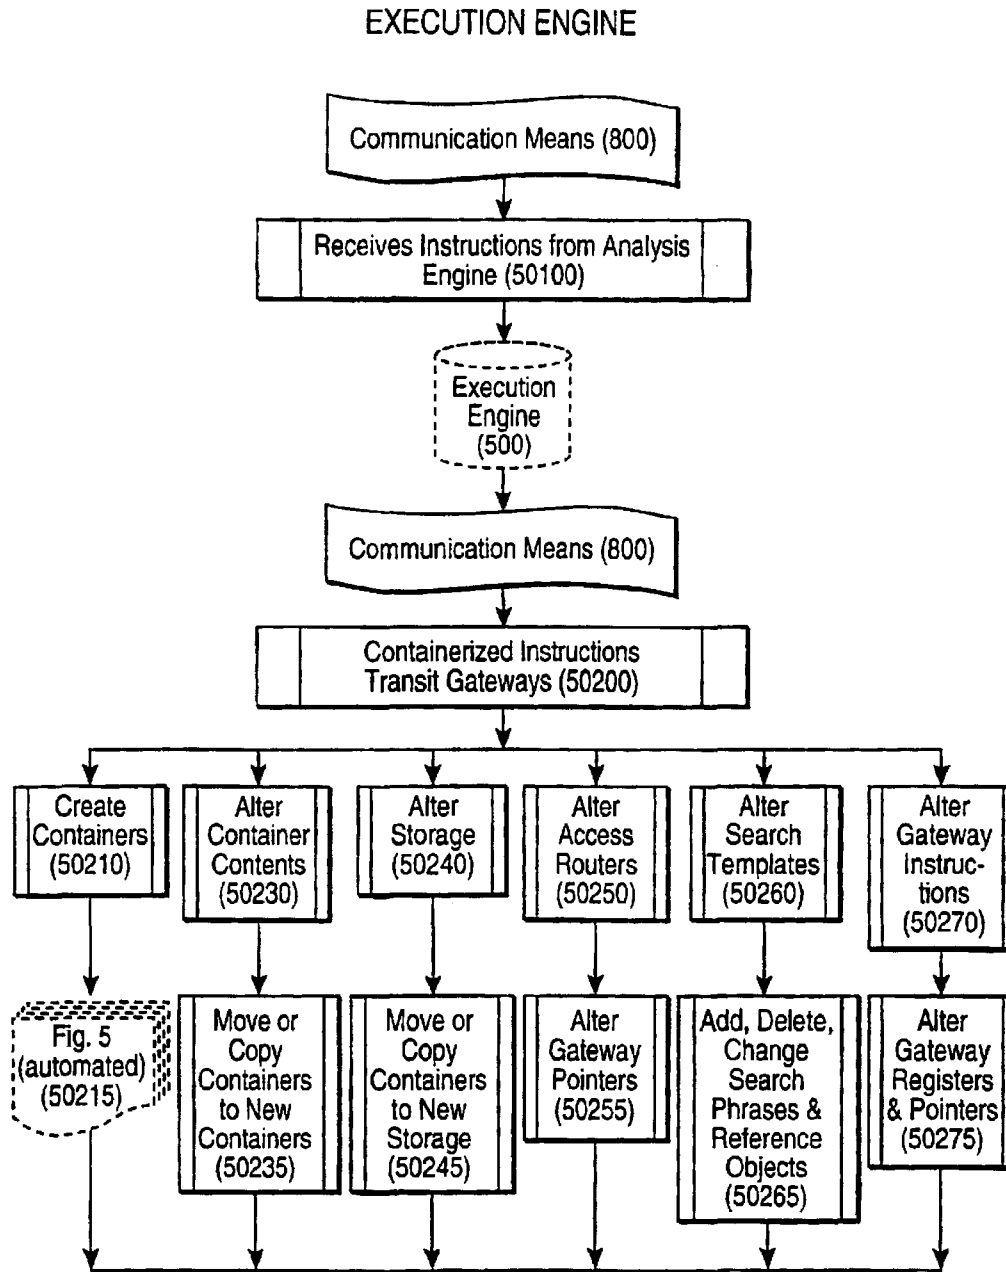 EXECUTION ENGINE
Communication Means (800)
Receives Instructions from Analysis
Engine (50100)
Execution
Engine
(500)
Communication Means (800)
Containerized Instructions
Transit Gateways (50200)
Create
Containers
(50210)
Alter
Container
Contents
(50230)
Alter
Storage
(50240)
Alter
Access
Routers
(50250)
Alter
Search
Templates
(50260)
Alter
Gateway
Instruc-
tions
(50270)
Fig. 5
(automated)
(50215)
Move or
Copy
Containers
to New
Containers
(50235)
Move or
Copy
Containers
to New
Storage
(50245)
Alter
Gateway
Pointers
(50255)
Add, Delete,
Change
Search
Phrases &
Reference
Objects
(50265)
Alter
Gateway
Registers
& Pointers
(50275)